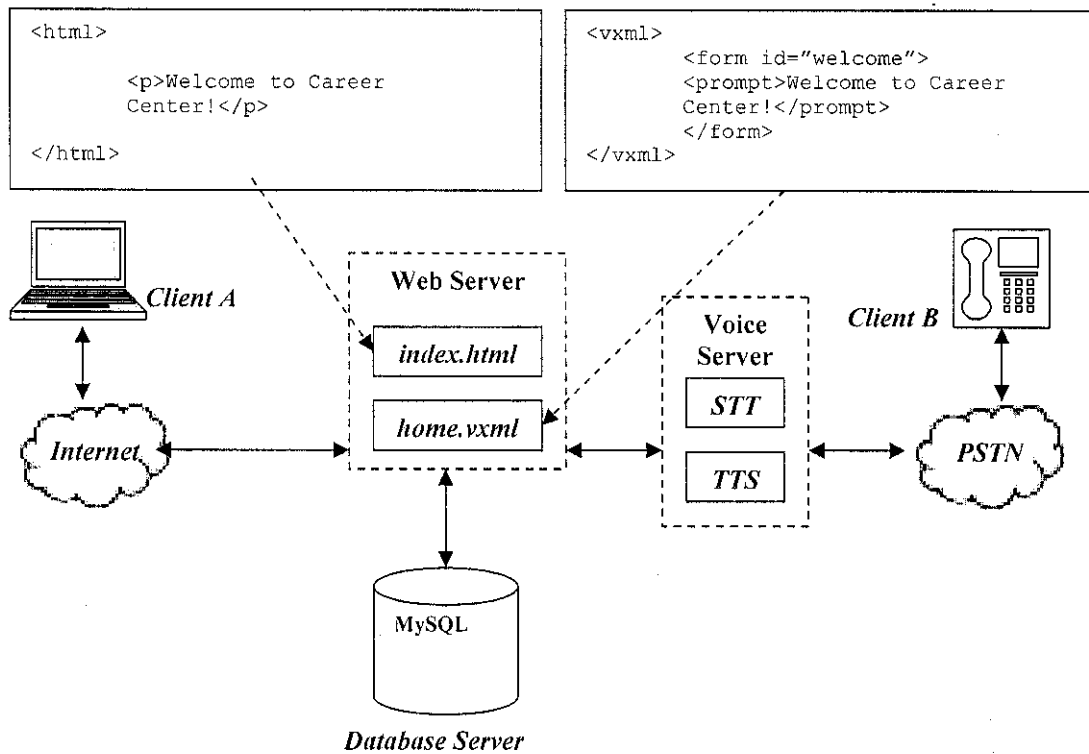 <html>
<p>Welcome to Career
Center!</p>
</html>
<vxml>
<form id="welcome">
<prompt>Welcome to Career
Center!</prompt>
</form>
</vxml>
Client A
Web Server
index.html
home.vxml
Internet
Voice
Server
STT
TTS
Client B
PSTN
MySQL
Database Server